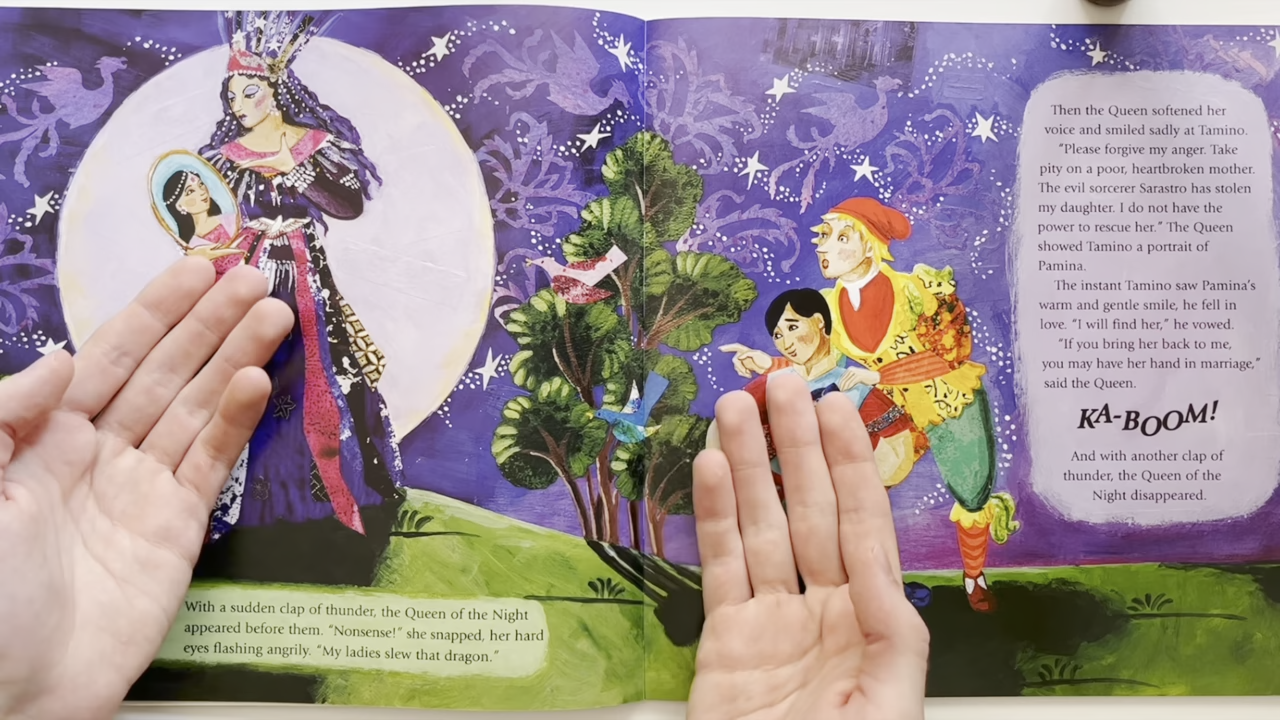 With a sudden clap of thunder, the Queen of the Night
appeared before them. “Nonsense!” she snapped, her hard
eyes flashing angrily. “My ladies slew that dragon.”
Then the Queen softened her
voice and smiled sadly at Tamino.
“Please forgive my anger. Take
pity on a poor, heartbroken mother.
The evil sorcerer Sarastro has stolen
my daughter. I do not have the
power to rescue her.” The Queen
showed Tamino a portrait of
Pamina.
The instant Tamino saw Pamina’s
warm and gentle smile, he fell in
love. “I will find her,” he vowed.
“If you bring her back to me,
you may have her hand in marriage,”
said the Queen.
KA-BOOM!
And with another clap of
thunder, the Queen of the
Night disappeared.